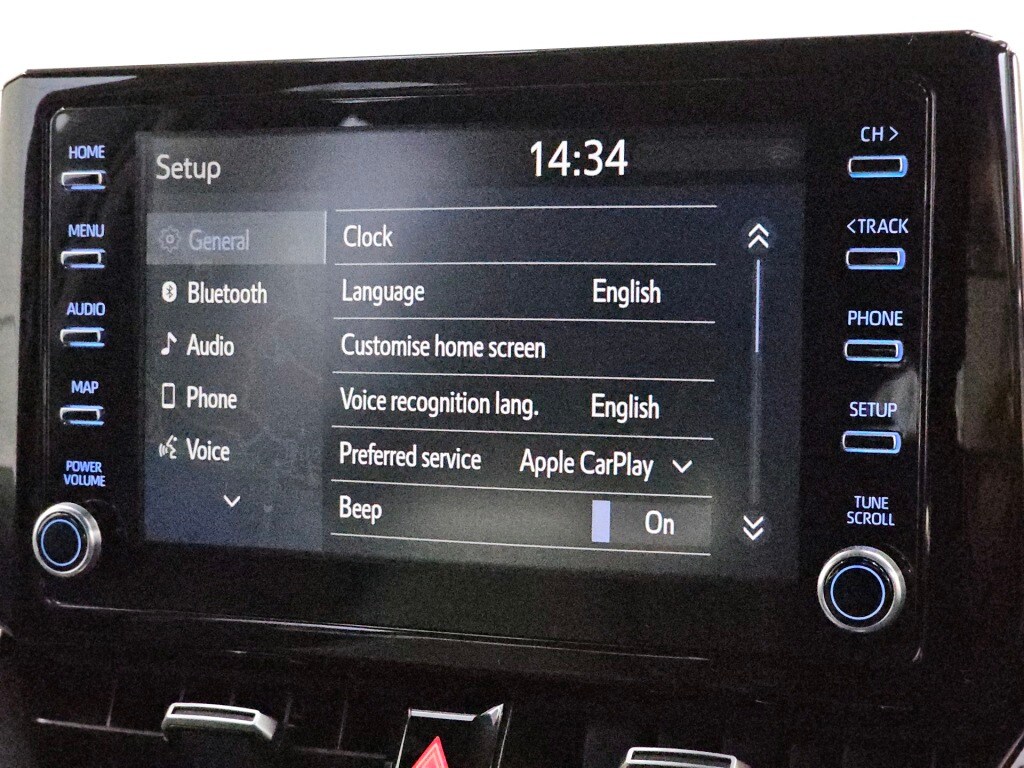 HOME
MENU
AUDIO
MAP
POWER
VOLUME
Setup
14:34
General
Bluetooth
Audio
Phone
Voice
Clock
Language English
Customise home screen
Voice recognition lang. English
Preferred service Apple CarPlay
Beep On
CH >
<TRACK
PHONE
SETUP
TUNE
SCROLL